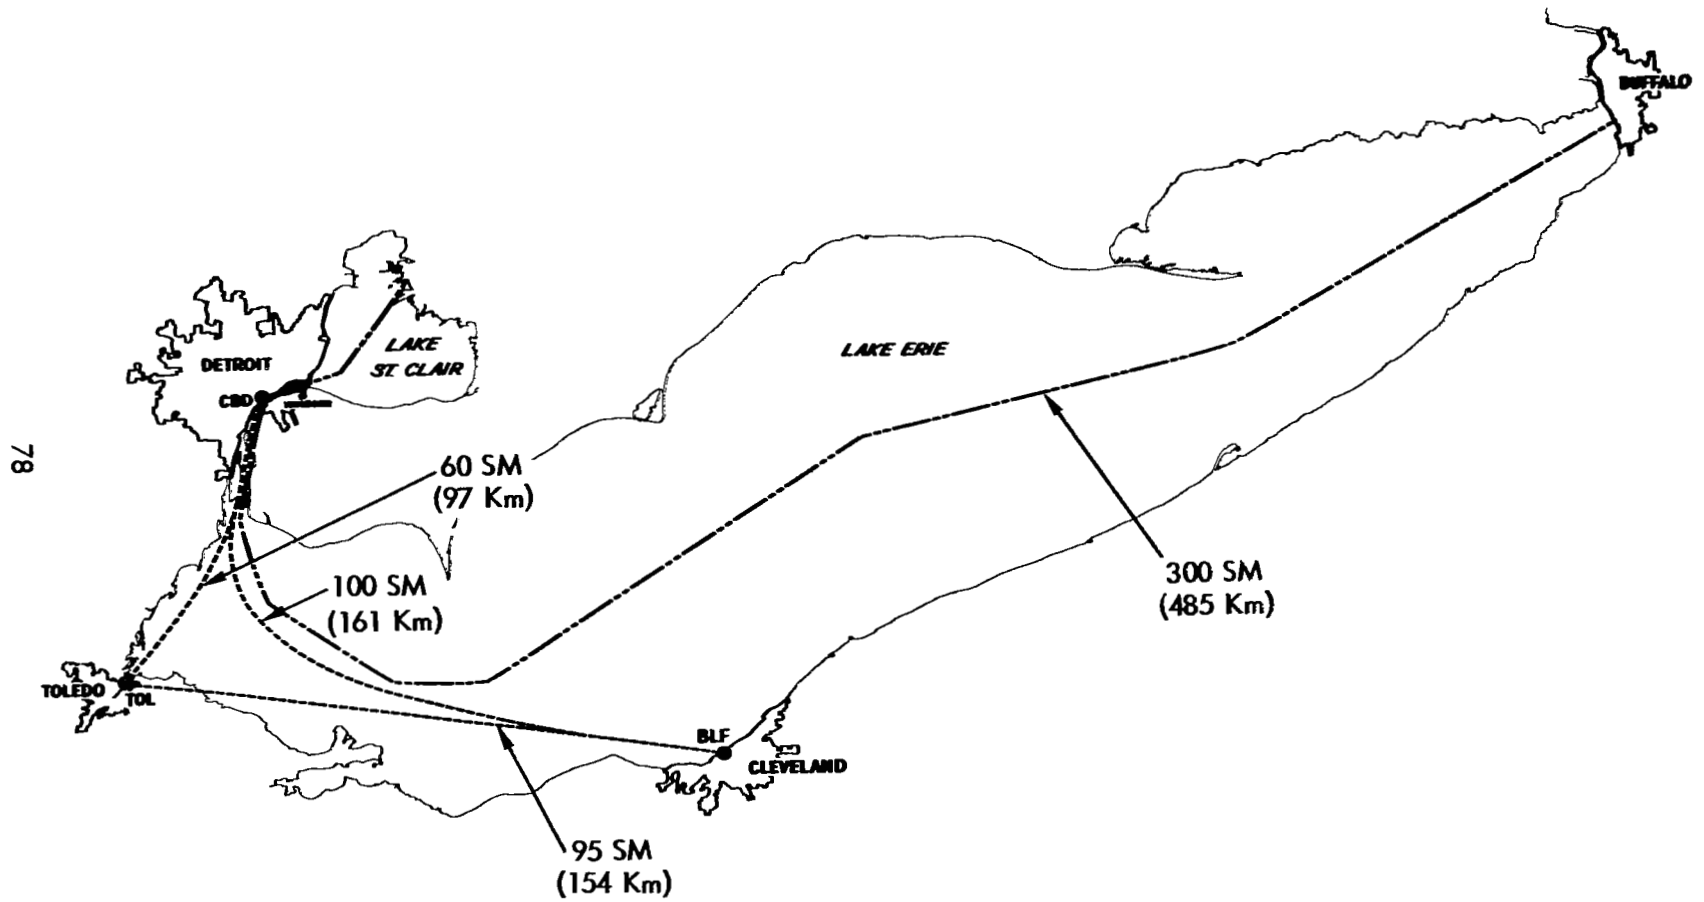 BUFFALO
LAKE ERIE
LAKE
ST. CLAIR
DETROIT
CBD
78
60 SM
(97 Km)
100 SM
(161 Km)
300 SM
(485 Km)
TOLEDO
TOL
BLF
CLEVELAND
95 SM
(154 Km)